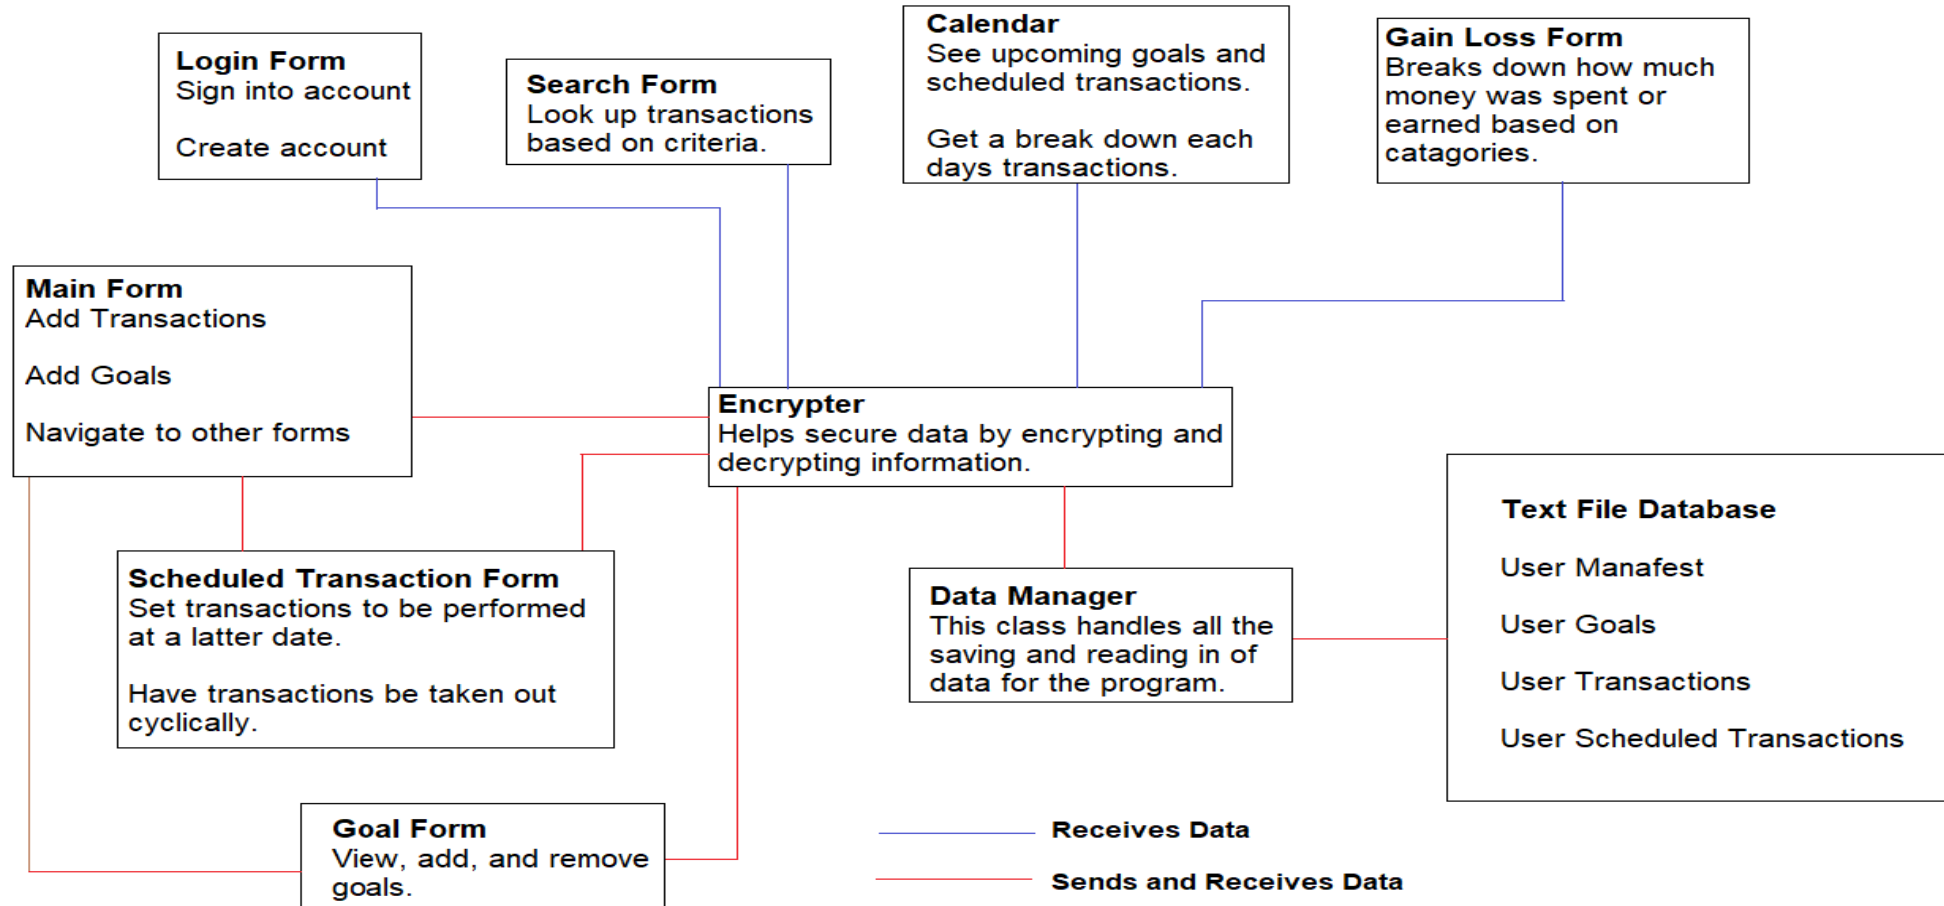 Login Form
Sign into account
Create account
Search Form
Look up transactions
based on criteria.
Calendar
See upcoming goals and
scheduled transactions.
Get a break down each
days transactions.
Gain Loss Form
Breaks down how much
money was spent or
earned based on
catagories.
Main Form
Add Transactions
Add Goals
Navigate to other forms
Encrypter
Helps secure data by encrypting and
decrypting information.
Scheduled Transaction Form
Set transactions to be performed
at a latter date.
Have transactions be taken out
cyclically.
Data Manager
This class handles all the
saving and reading in of
data for the program.
Text File Database
User Manafest
User Goals
User Transactions
User Scheduled Transactions
Goal Form
View, add, and remove
goals.
Receives Data
Sends and Receives Data